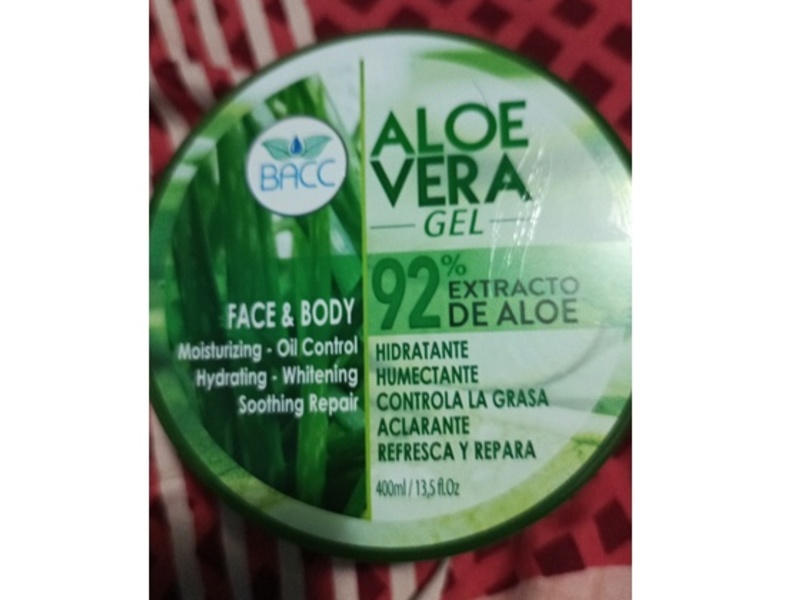 BACC
FACE & BODY
Moisturizing - Oil Control
Hydrating - Whitening
Soothing Repair
ALOE
VERA
GEL
92%
EXTRACTO
DE ALOE
HIDRATANTE
HUMECTANTE
CONTROLA LA GRASA
ACLARANTE
REFRESCA Y REPARA
400ml / 13,5 fl.Oz